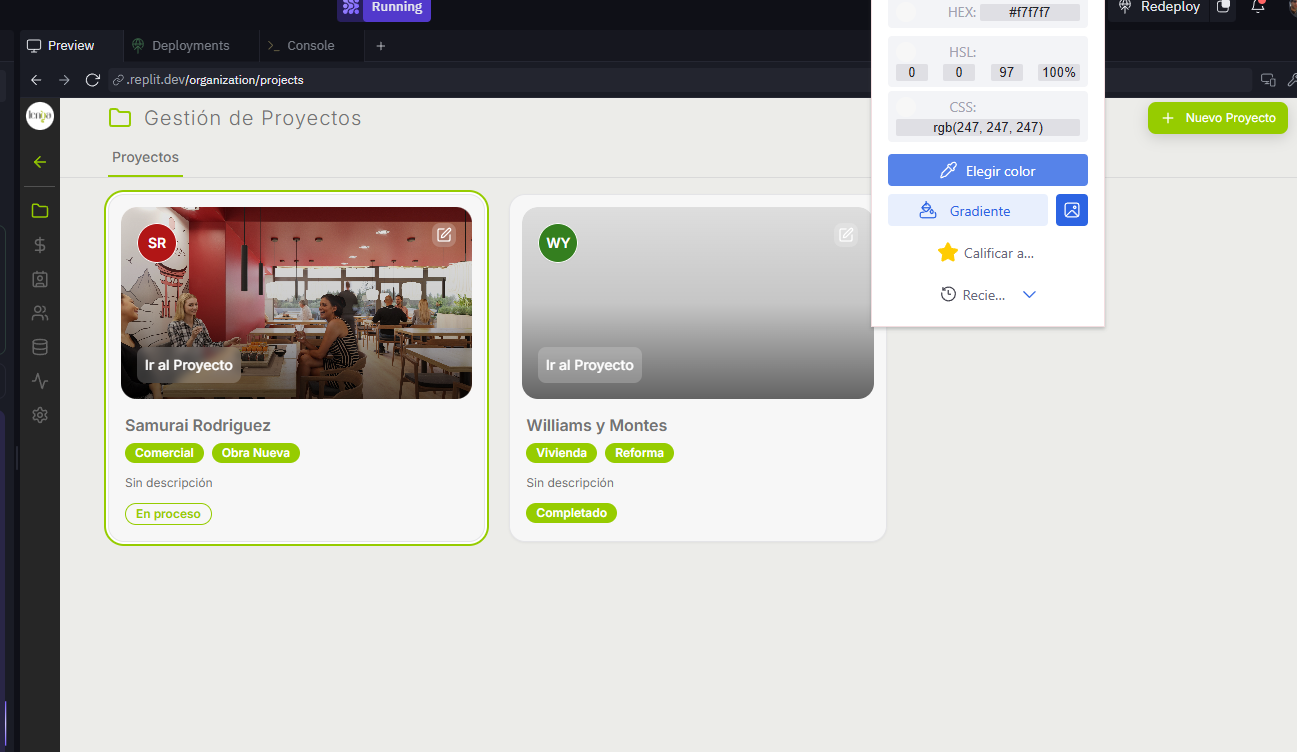 Running
HEX: #f7f7f7
Redeploy
Preview
Deployments
Console
.replit.dev/organization/projects
HSL:
0 0 97 100%
CSS:
rgb(247, 247, 247)
Elegir color
Gradiente
Calificar a...
Recie...
Gestión de Proyectos
Nuevo Proyecto
Proyectos
SR
Ir al Proyecto
Samurai Rodriguez
Comercial Obra Nueva
Sin descripción
En proceso
WY
Ir al Proyecto
Williams y Montes
Vivienda Reforma
Sin descripción
Completado